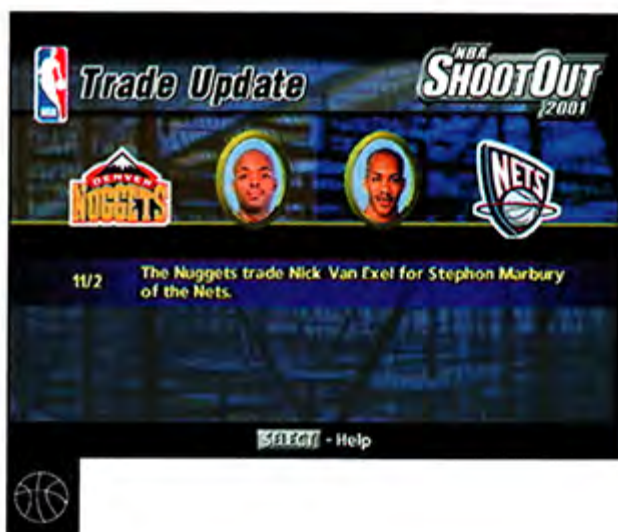 NBA
Trade Update
NBA
SHOOTOUT
2001
DENVER
NUGGETS
NETS
11/2
The Nuggets trade Nick Van Exel for Stephon Marbury
of the Nets.
SELECT - Help